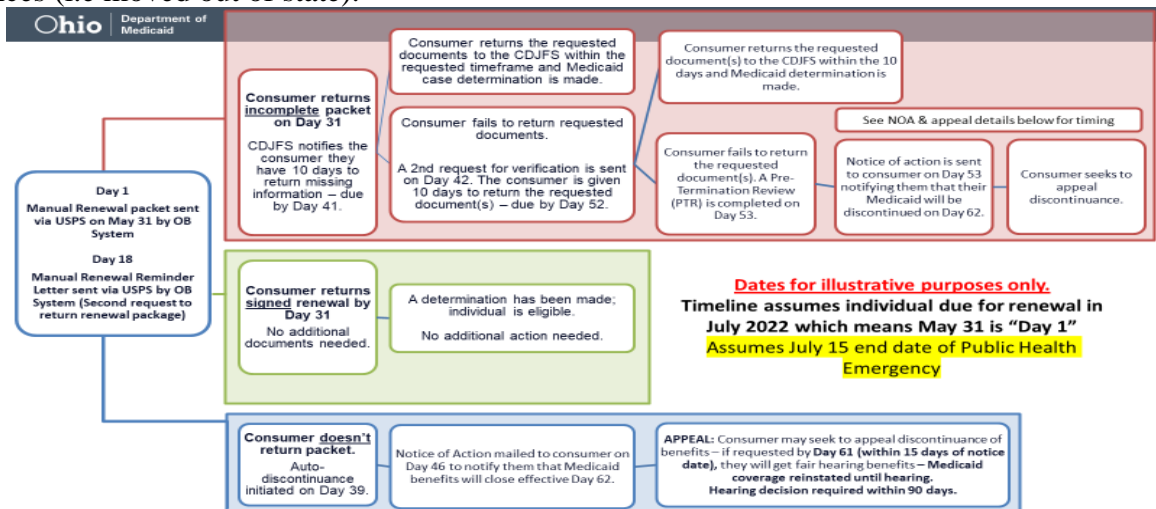 (i.e moved out of state).
Ohio
Department of
Medicaid
Day 1
Manual Renewal packet sent
via USPS on May 31 by OB
System
Day 18
Manual Renewal Reminder
Letter sent via USPS by OB
System (Second request to
return renewal package)
Consumer returns
incomplete packet
on Day 31
CDJFS notifies the
consumer they
have 10 days to
return missing
information – due
by Day 41.
Consumer returns the requested
documents to the CDJFS within the
requested timeframe and Medicaid
case determination is made.
Consumer fails to return requested
documents.
A 2nd request for verification is sent
on Day 42. The consumer is given
10 days to return the requested
document(s) – due by Day 52.
Consumer returns the requested
document(s) to the CDJFS within the 10
days and Medicaid determination is
made.
See NOA & appeal details below for timing
Consumer fails to return
the requested
document(s). A Pre-
Termination Review
(PTR) is completed on
Day 53.
Notice of action is sent
to consumer on Day 53
notifying them that their
Medicaid will be
discontinued on Day 62.
Consumer seeks to
appeal
discontinuance.
Consumer returns
signed renewal by
Day 31
No additional
documents needed.
A determination has been made;
individual is eligible.
No additional action needed.
Dates for illustrative purposes only.
Timeline assumes individual due for renewal in
July 2022 which means May 31 is “Day 1”
Assumes July 15 end date of Public Health
Emergency
Consumer doesn’t
return packet.
Auto-
discontinuance
initiated on Day 39.
Notice of Action mailed to consumer on
Day 46 to notify them that Medicaid
benefits will close effective Day 62.
APPEAL: Consumer may seek to appeal discontinuance of
benefits – if requested by Day 61 (within 15 days of notice
date), they will get fair hearing benefits – Medicaid
coverage reinstated until hearing.
Hearing decision required within 90 days.